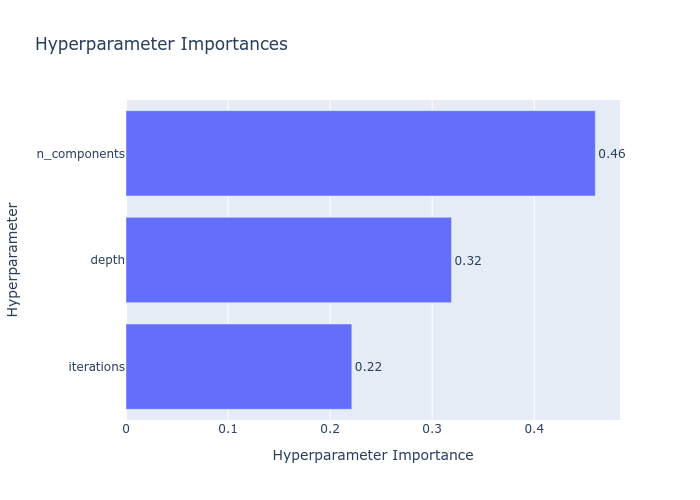 Hyperparameter Importances
Hyperparameter
n_components
0.46
depth
0.32
iterations
0.22
0
0.1
0.2
0.3
0.4
Hyperparameter Importance